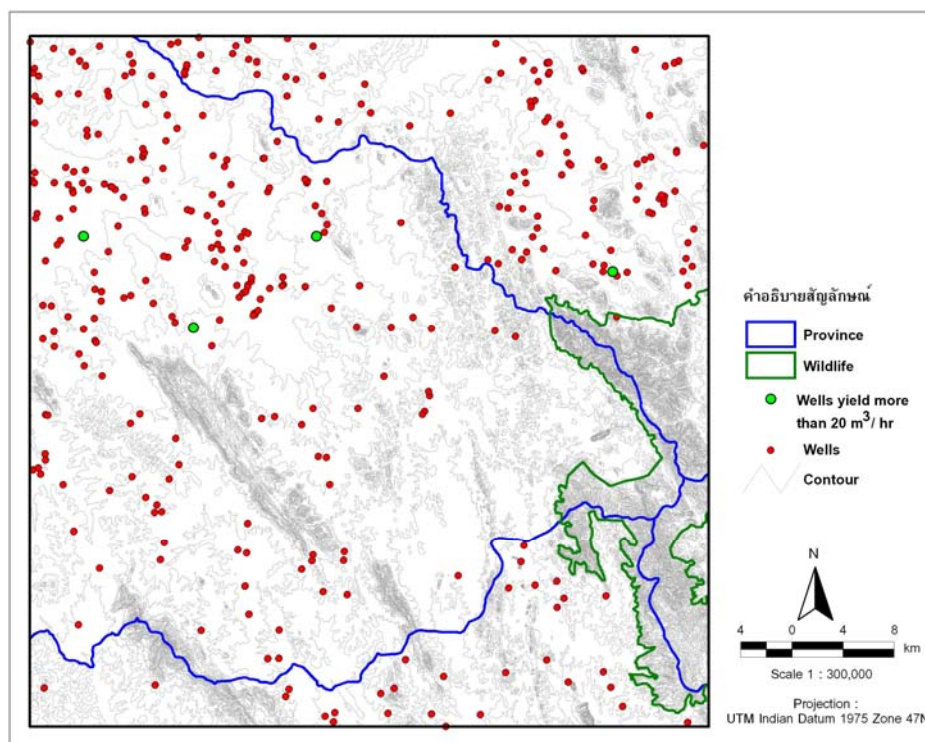 คำอธิบายสัญลักษณ์
Province
Wildlife
Wells yield more
than 20 m³/ hr
Wells
Contour
N
4 0 4 8 km
Scale 1 : 300,000
Projection :
UTM Indian Datum 1975 Zone 47N